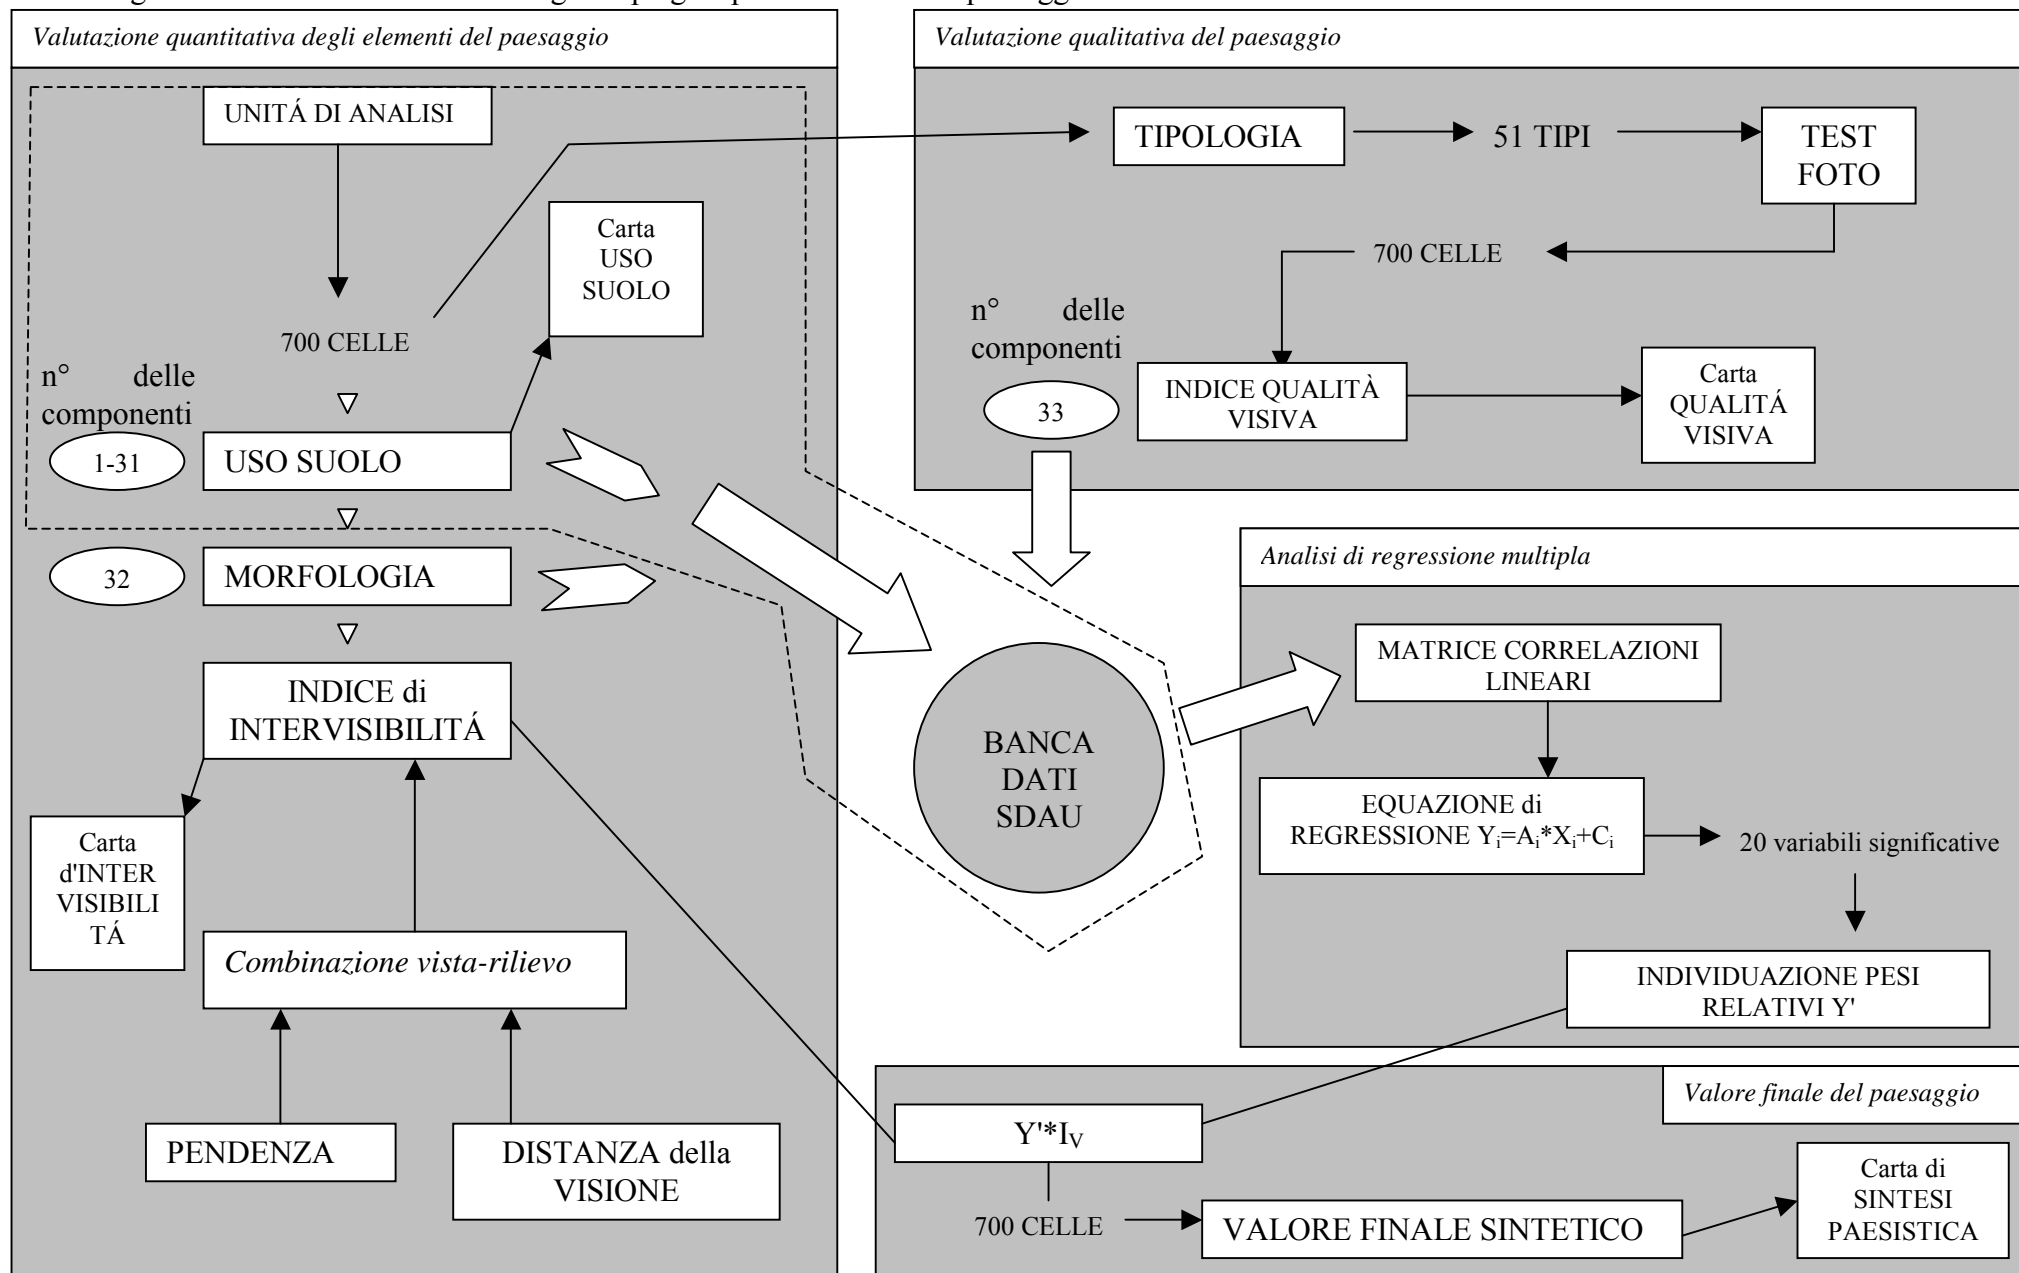 Valutazione quantitativa degli elementi del paesaggio
UNITÁ DI ANALISI
700 CELLE
Carta
USO
SUOLO
n° delle
componenti
1-31
USO SUOLO
32
MORFOLOGIA
INDICE di
INTERVISIBILITÁ
Carta
d'INTER
VISIBILI
TÁ
Combinazione vista-rilievo
PENDENZA
DISTANZA della
VISIONE
Valutazione qualitativa del paesaggio
TIPOLOGIA
51 TIPI
TEST
FOTO
700 CELLE
n° delle
componenti
33
INDICE QUALITÀ
VISIVA
Carta
QUALITÁ
VISIVA
BANCA
DATI
SDAU
Analisi di regressione multipla
MATRICE CORRELAZIONI
LINEARI
EQUAZIONE di
REGRESSIONE Yi=Ai*Xi+Ci
20 variabili significative
INDIVIDUAZIONE PESI
RELATIVI Y'
Valore finale del paesaggio
Y'*IV
700 CELLE
VALORE FINALE SINTETICO
Carta di
SINTESI
PAESISTICA